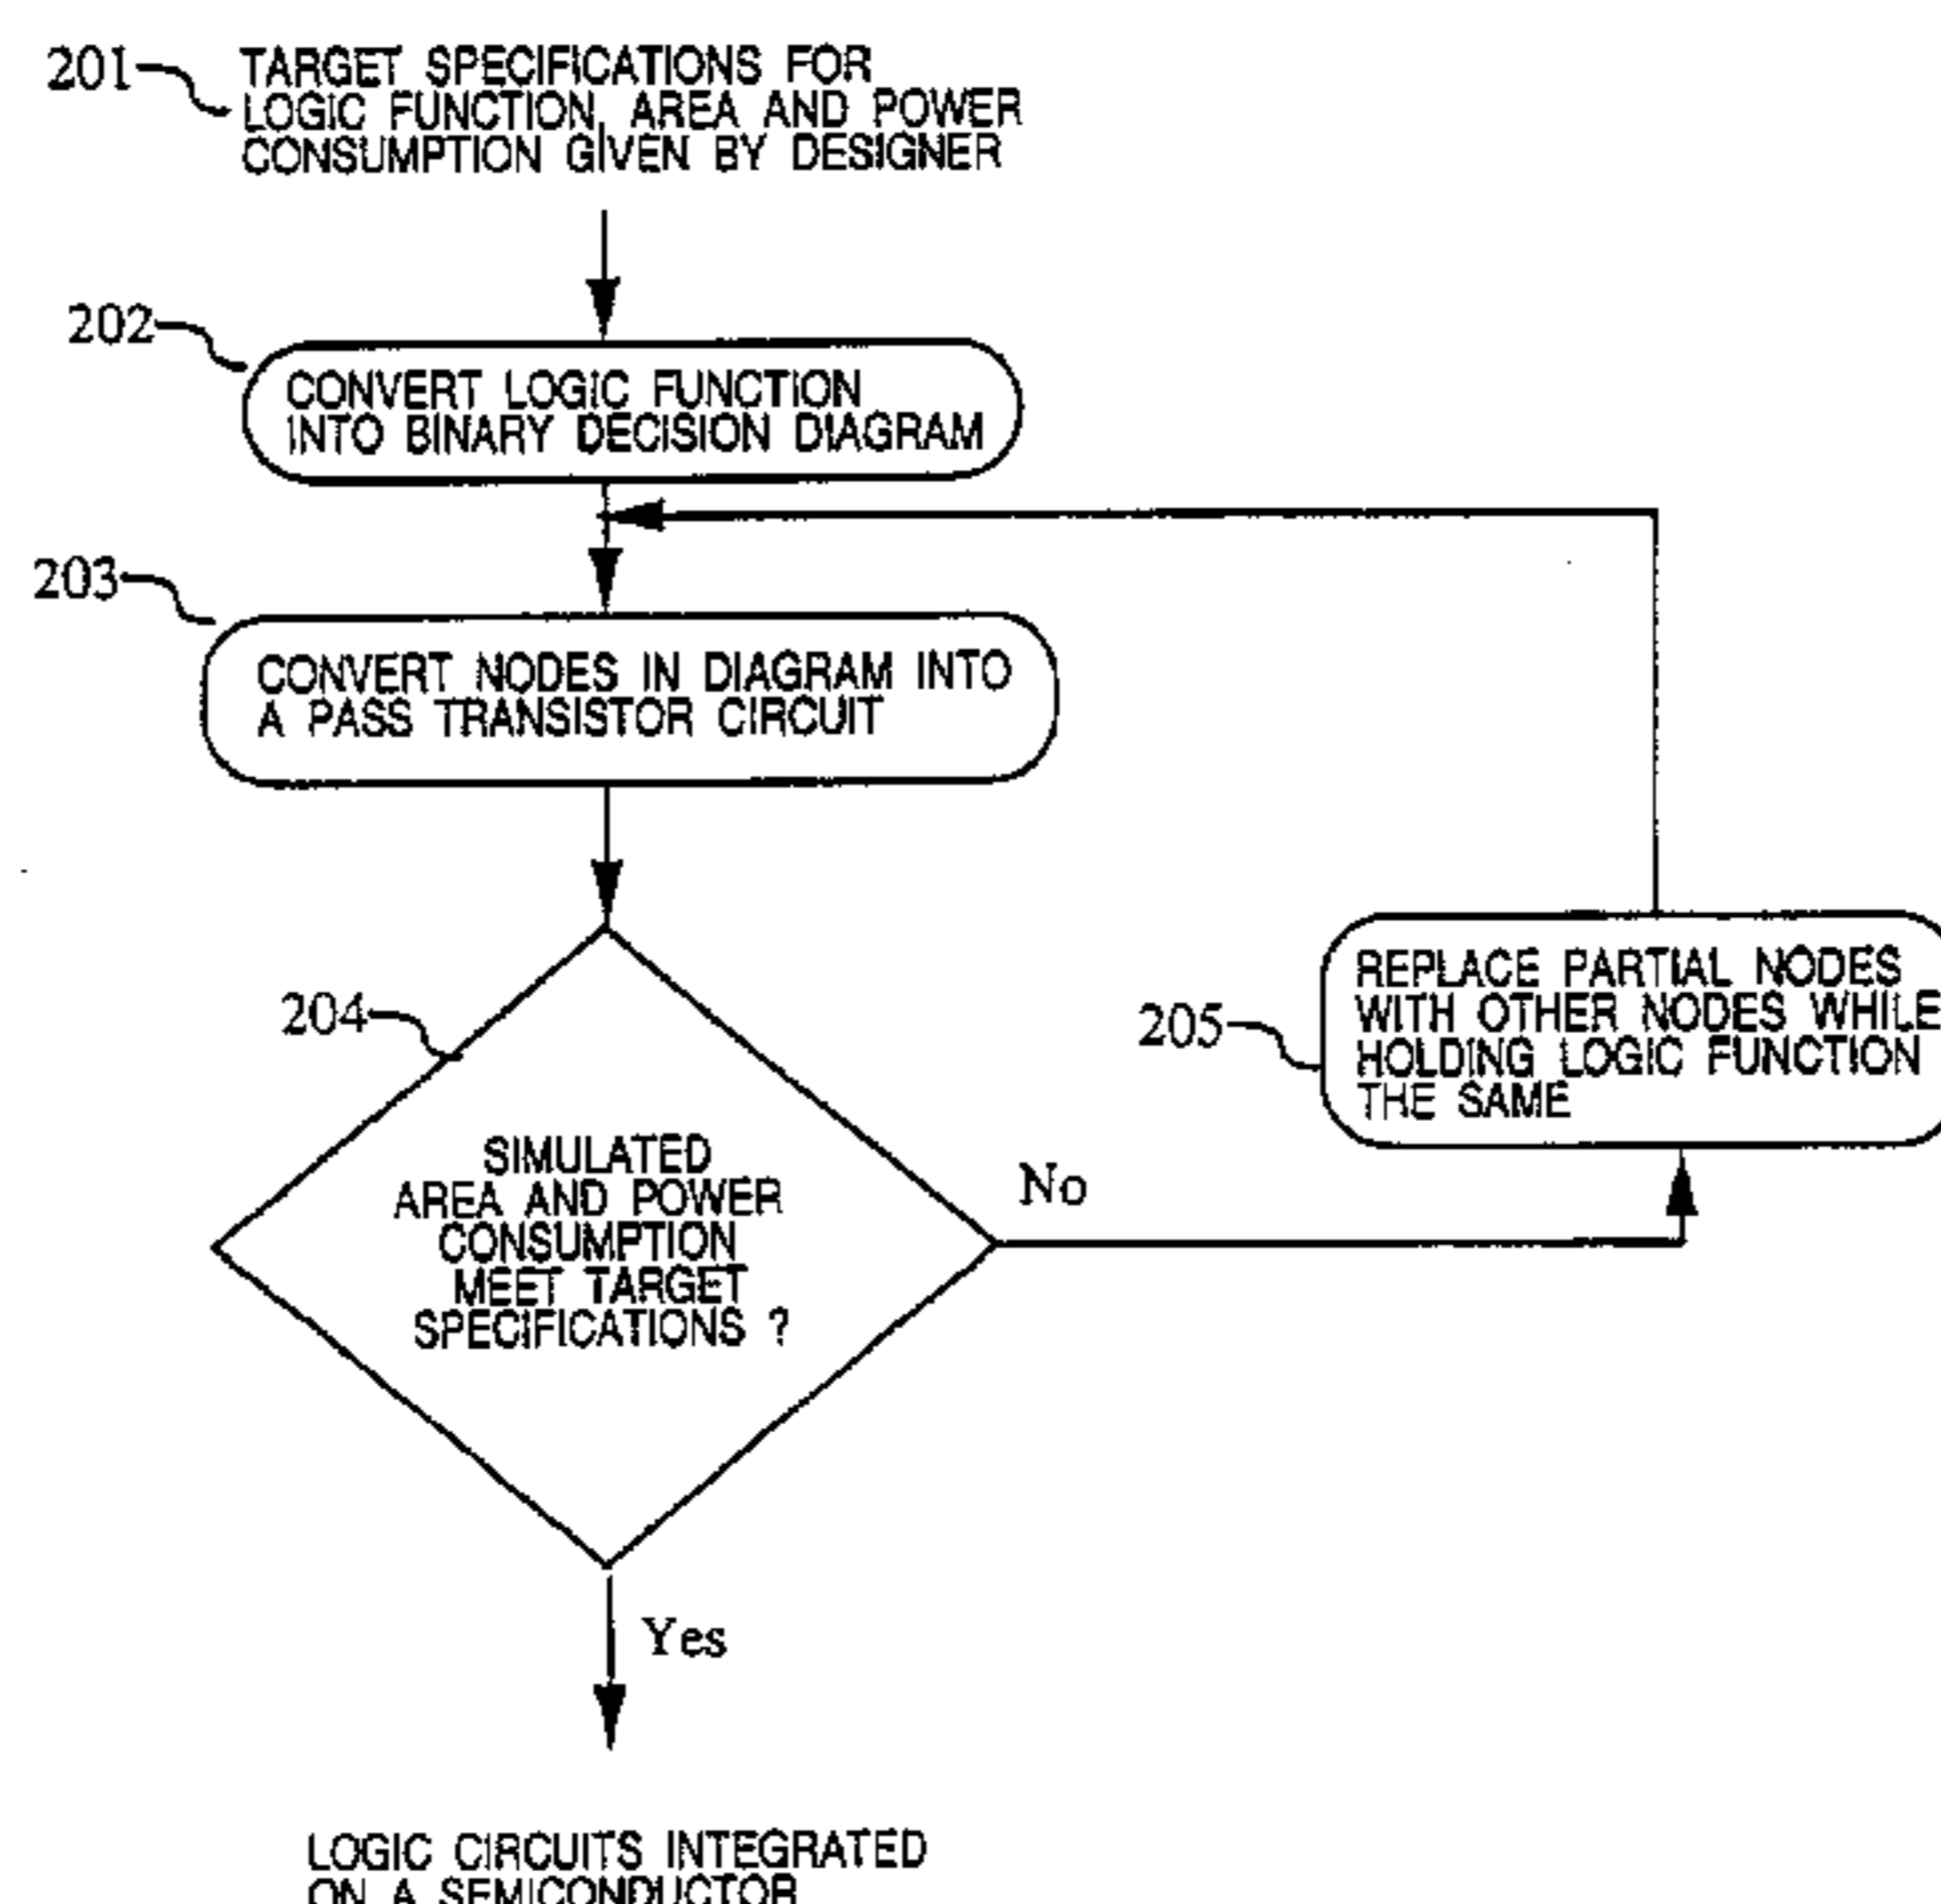 201
TARGET SPECIFICATIONS FOR
LOGIC FUNCTION, AREA AND POWER
CONSUMPTION GIVEN BY DESIGNER
202
CONVERT LOGIC FUNCTION
INTO BINARY DECISION DIAGRAM
203
CONVERT NODES IN DIAGRAM INTO
A PASS TRANSISTOR CIRCUIT
204
SIMULATED
AREA AND POWER
CONSUMPTION
MEET TARGET
SPECIFICATIONS ?
No
205
REPLACE PARTIAL NODES
WITH OTHER NODES WHILE
HOLDING LOGIC FUNCTION
THE SAME
Yes
LOGIC CIRCUITS INTEGRATED
ON A SEMICONDUCTOR